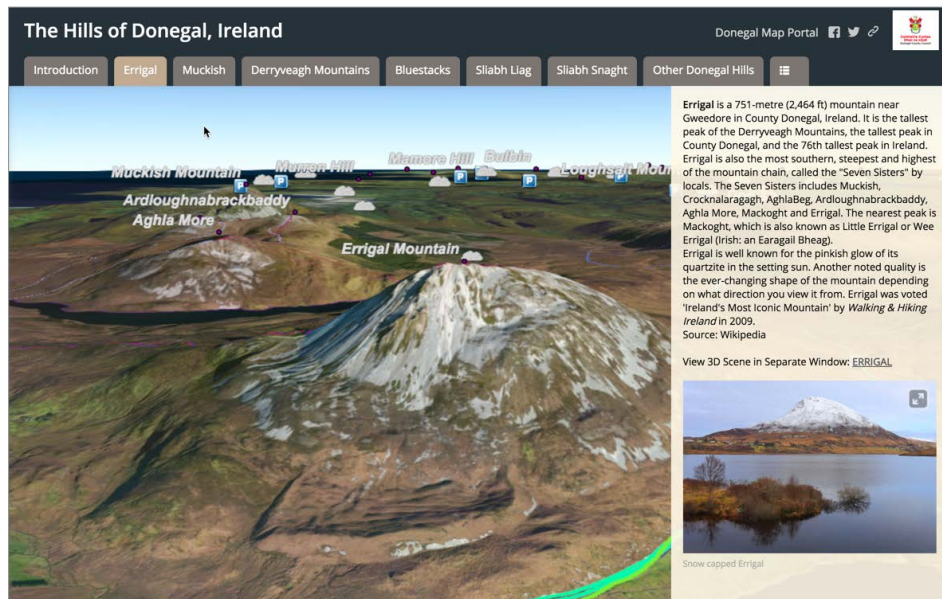 The Hills of Donegal, Ireland
Donegal Map Portal
Introduction
Errigal
Muckish
Derryveagh Mountains
Bluestacks
Sliabh Liag
Sliabh Snaght
Other Donegal Hills
Muckish Mountain
Murren Hill
Mamore Hill
Bulbin
Loughsalt Moun
P
P
P
P
P
P
Ardloughnabrackbaddy
Aghla More
Errigal Mountain
Errigal is a 751-metre (2,464 ft) mountain near
Gweedore in County Donegal, Ireland. It is the tallest
peak of the Derryveagh Mountains, the tallest peak in
County Donegal, and the 76th tallest peak in Ireland.
Errigal is also the most southern, steepest and highest
of the mountain chain, called the "Seven Sisters" by
locals. The Seven Sisters includes Muckish,
Crocknalaragagh, AghlaBeg, Ardloughnabrackbaddy,
Aghla More, Mackoght and Errigal. The nearest peak is
Mackoght, which is also known as Little Errigal or Wee
Errigal (Irish: an Earagail Bheag).
Errigal is well known for the pinkish glow of its
quartzite in the setting sun. Another noted quality is
the ever-changing shape of the mountain depending
on what direction you view it from. Errigal was voted
'Ireland's Most Iconic Mountain' by Walking & Hiking
Ireland in 2009.
Source: Wikipedia
View 3D Scene in Separate Window: ERRIGAL
Snow capped Errigal